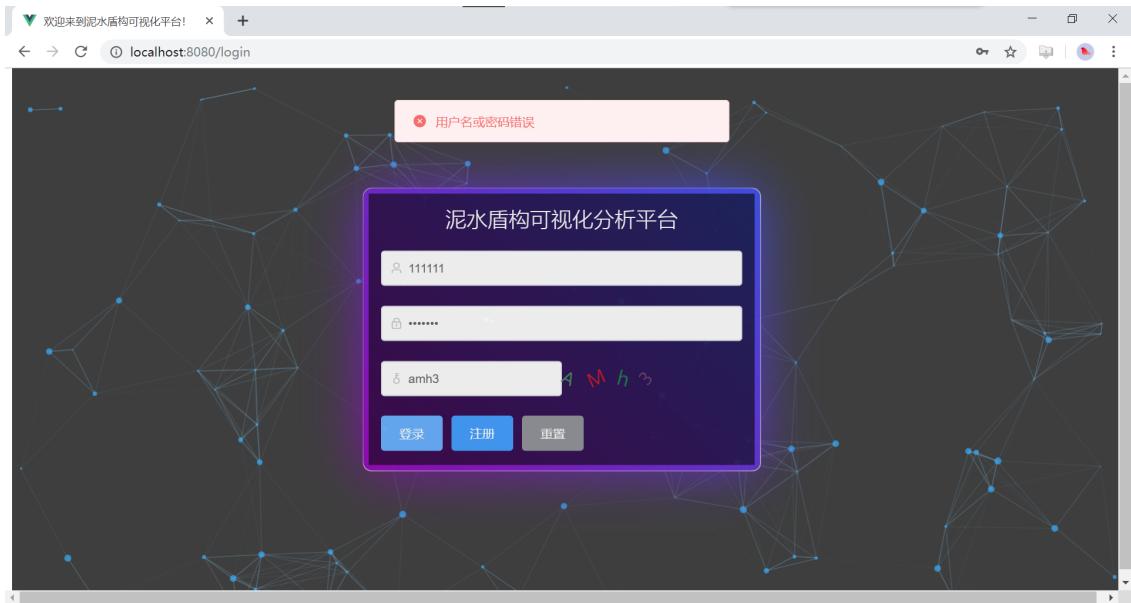 欢迎来到泥水盾构可视化平台!
localhost:8080/login
用户名或密码错误
泥水盾构可视化分析平台
111111
•••••••
amh3 A M h 3
登录 注册 重置